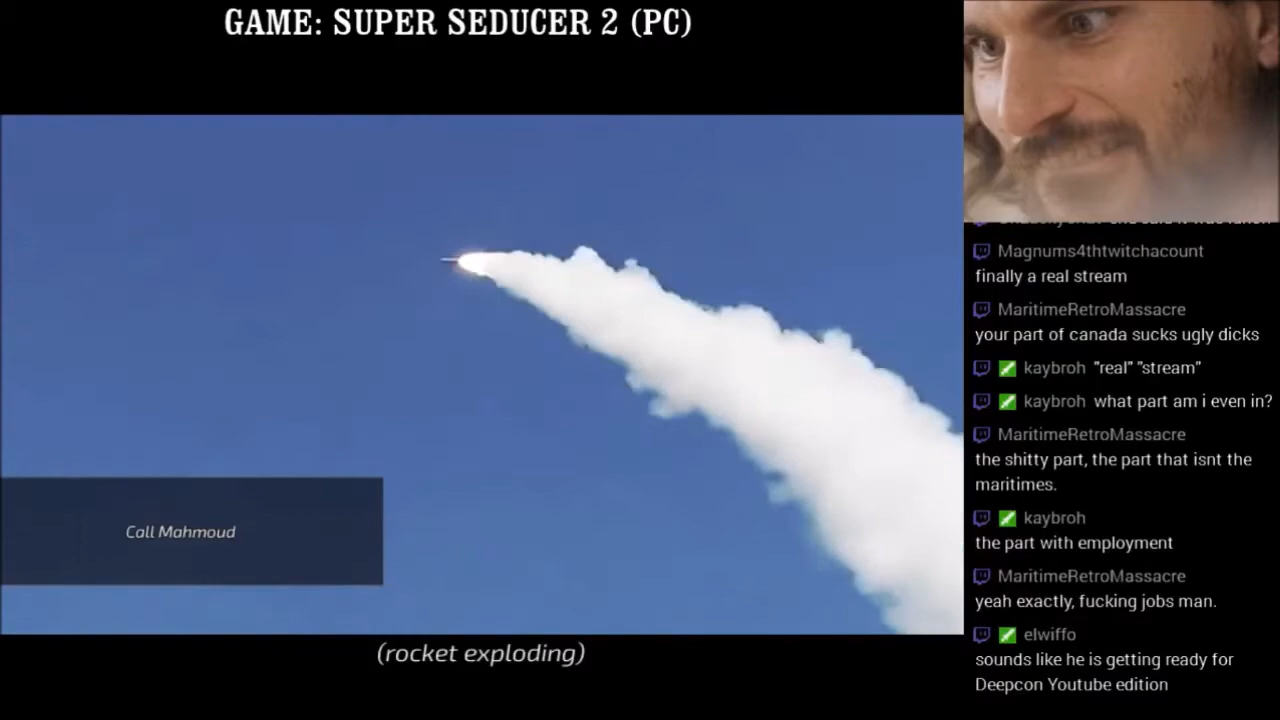 GAME: SUPER SEDUCER 2 (PC)
Call Mahmoud
(rocket exploding)
Magnums4thtwitchacount
finally a real stream
MaritimeRetroMassacre
your part of canada sucks ugly dicks
kaybroh "real" "stream"
kaybroh what part am i even in?
MaritimeRetroMassacre
the shitty part, the part that isnt the
maritimes.
kaybroh
the part with employment
MaritimeRetroMassacre
yeah exactly, fucking jobs man.
elwiffo
sounds like he is getting ready for
Deepcon Youtube edition